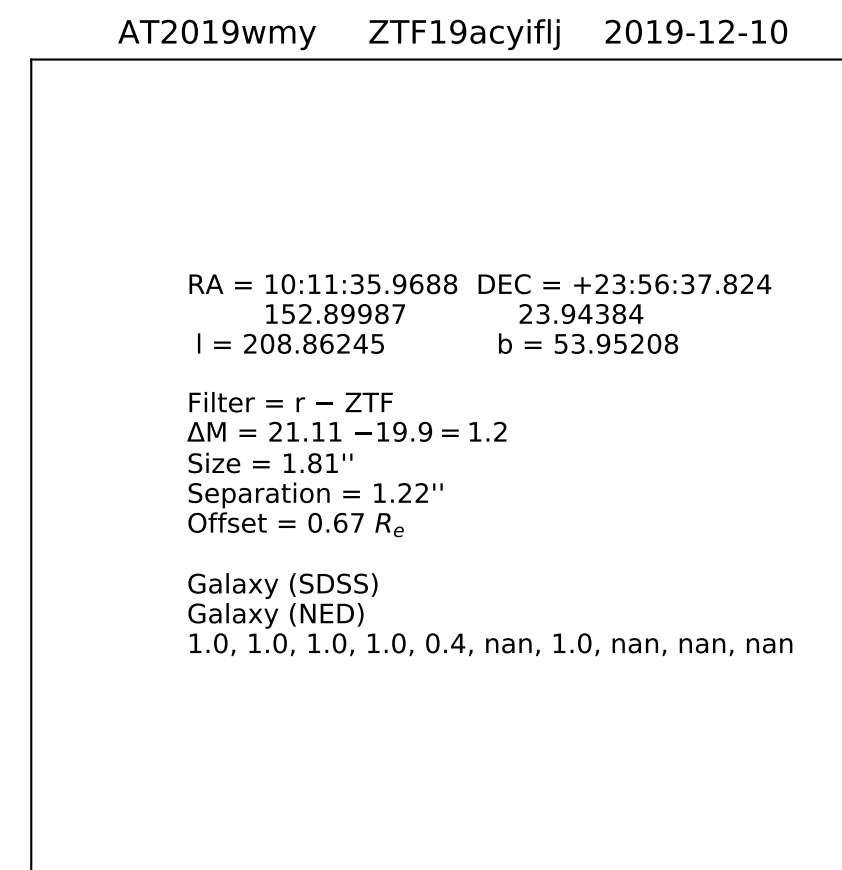 AT2019wmy ZTF19acyiflj 2019-12-10
RA = 10:11:35.9688 DEC = +23:56:37.824
152.89987 23.94384
l = 208.86245 b = 53.95208
Filter = r − ZTF
ΔM = 21.11 −19.9 = 1.2
Size = 1.81''
Separation = 1.22''
Offset = 0.67 Rₑ
Galaxy (SDSS)
Galaxy (NED)
1.0, 1.0, 1.0, 1.0, 0.4, nan, 1.0, nan, nan, nan